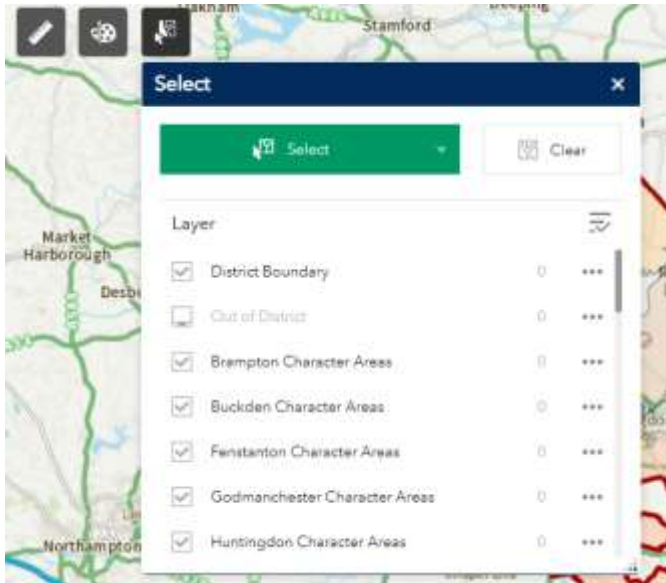 Stamford
Select
Select
Clear
Layer
Market
Harborough
District Boundary
0
Out of District
0
Brampton Character Areas
0
Buckden Character Areas
0
Fenstanton Character Areas
0
Godmanchester Character Areas
0
Huntingdon Character Areas
0
Northampton